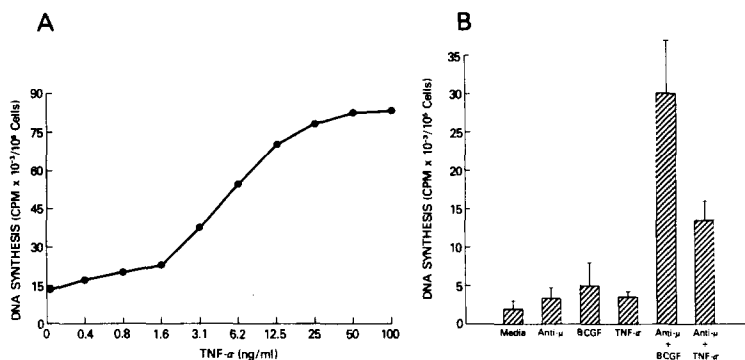 A
DNA SYNTHESIS (CPM x 10⁻³/10⁶ Cells)
90
75
60
45
30
15
0
0 0.4 0.8 1.6 3.1 6.2 12.5 25 50 100
TNF-α (ng/ml)
B
DNA SYNTHESIS (CPM x 10⁻³/10⁶ Cells)
35
30
25
20
15
10
5
0
Media Anti-μ BCGF TNF-α Anti-μ + BCGF Anti-μ + TNF-α